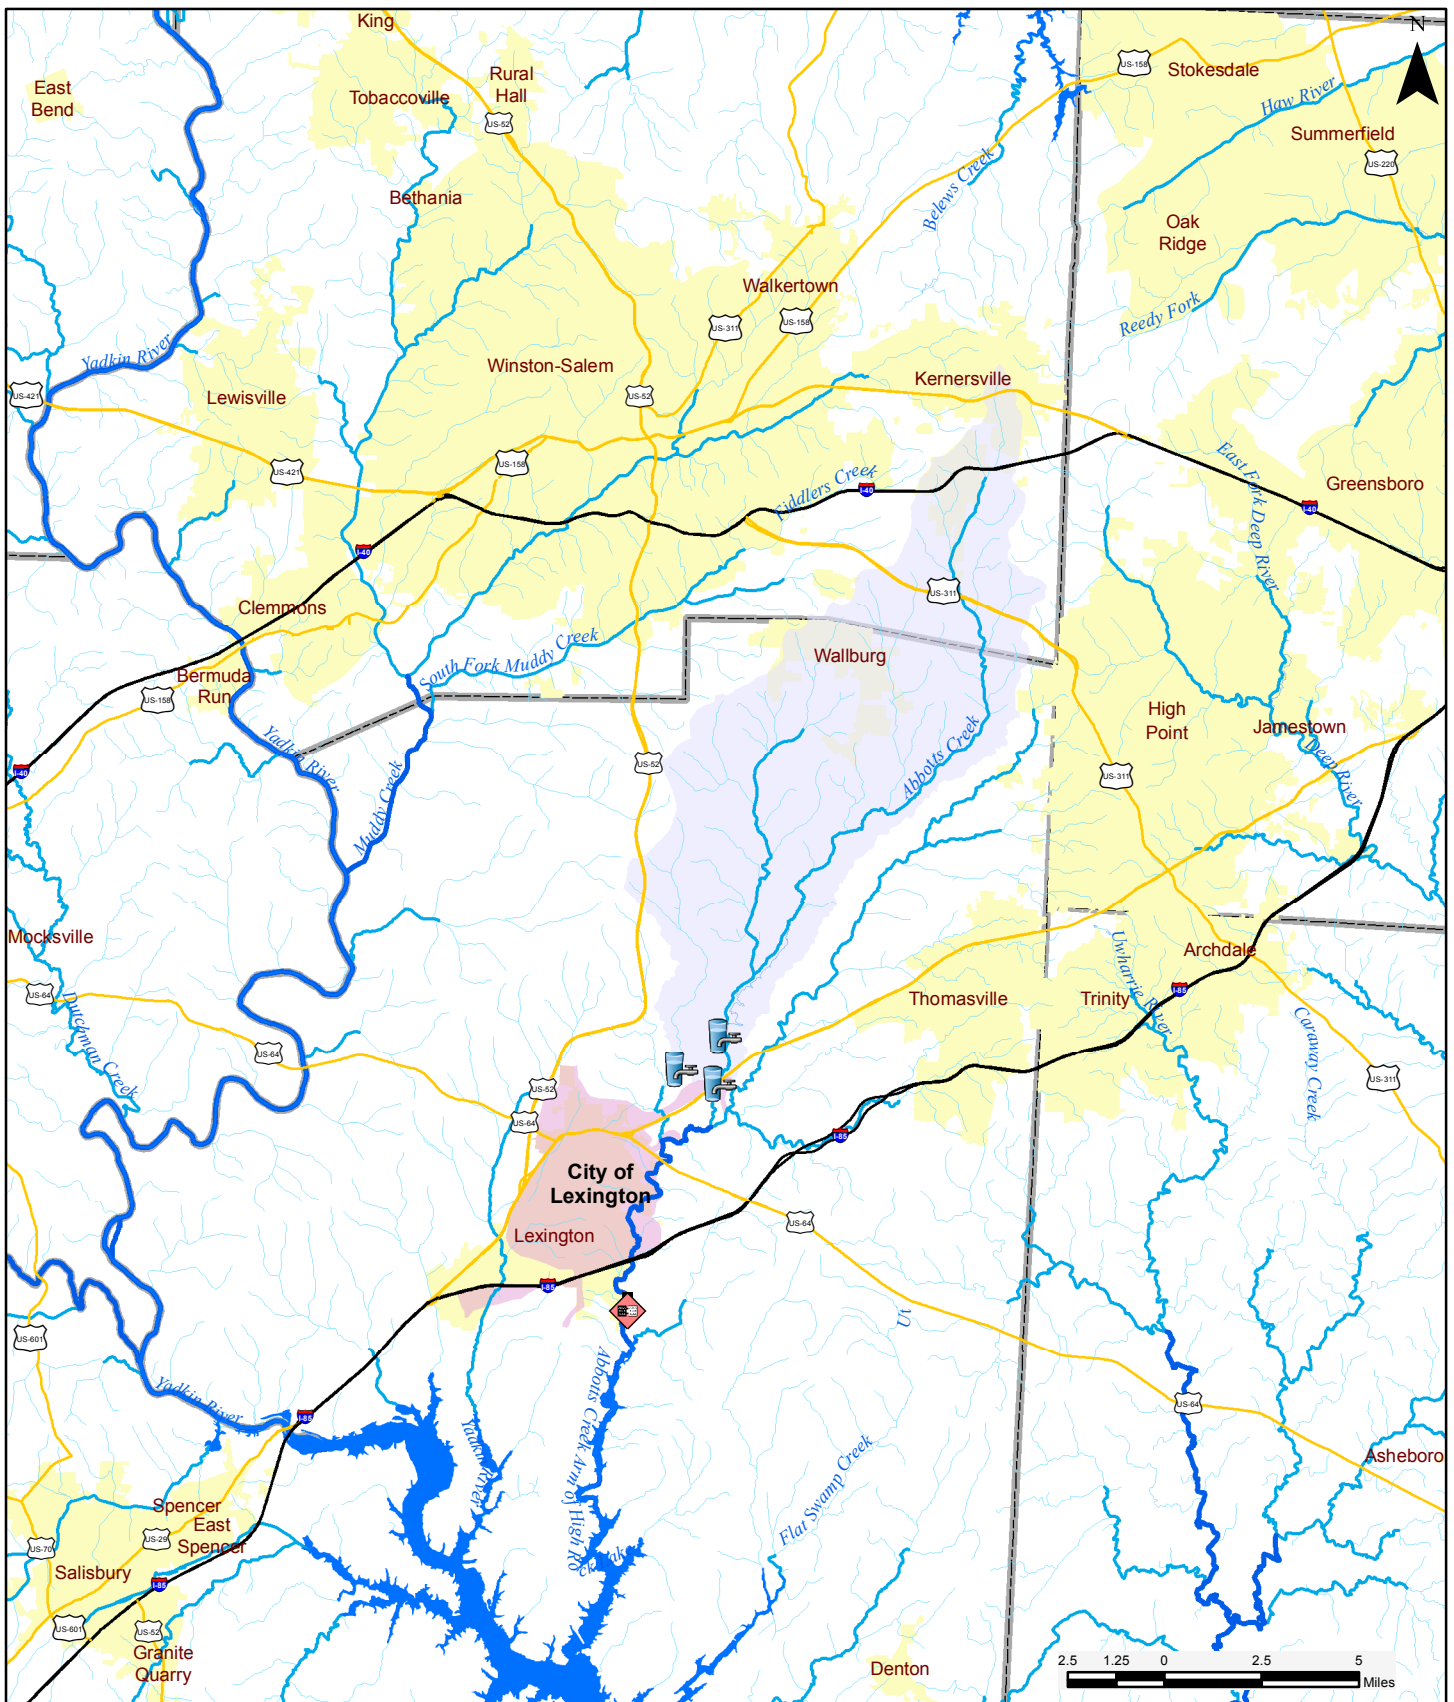 King
N
US-158
Stokesdale
East
Bend
Rural
Hall
Tobaccoville
US-52
Haw River
Summerfield
US-220
Bethania
Belews Creek
Oak
Ridge
Walkertown
US-311
US-158
Reedy Fork
Yadkin River
Winston-Salem
Kernersville
US-421
Lewisville
US-52
US-421
US-158
Fiddlers Creek
I-40
East Fork Deep River
Greensboro
I-40
I-40
US-311
Clemmons
South Fork Muddy Creek
Wallburg
Bermuda
Run
US-158
High
Point
Jamestown
Yadkin River
US-52
Abbotts Creek
Deep River
I-40
US-311
Muddy Creek
Mocksville
Uwharrie River
Archdale
US-64
Dutchman Creek
Thomasville
Trinity
I-85
US-64
Caraway Creek
US-311
US-52
US-64
I-85
City of
Lexington
US-64
Lexington
I-85
Ut
US-601
Abbotts Creek Arm of High Ro
ck Lake
Yadkin River
I-85
US-64
Yadkin River
Flat Swamp Creek
Asheboro
Spencer
East
Spencer
US-29
US-70
Salisbury
I-85
US-601
US-52
Granite
Quarry
Denton
2.5 1.25 0 2.5 5
Miles